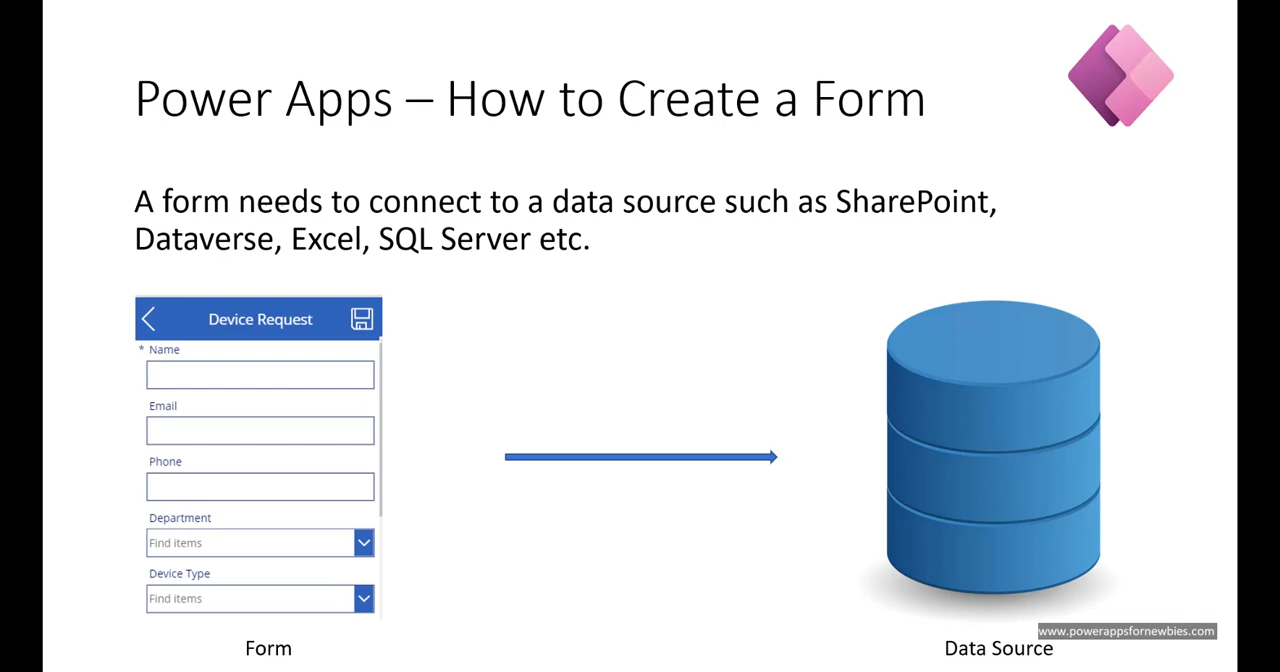 Power Apps – How to Create a Form
A form needs to connect to a data source such as SharePoint,
Dataverse, Excel, SQL Server etc.
Device Request
* Name
Email
Phone
Department
Find items
Device Type
Find items
Form
www.powerappsfornewbies.com
Data Source